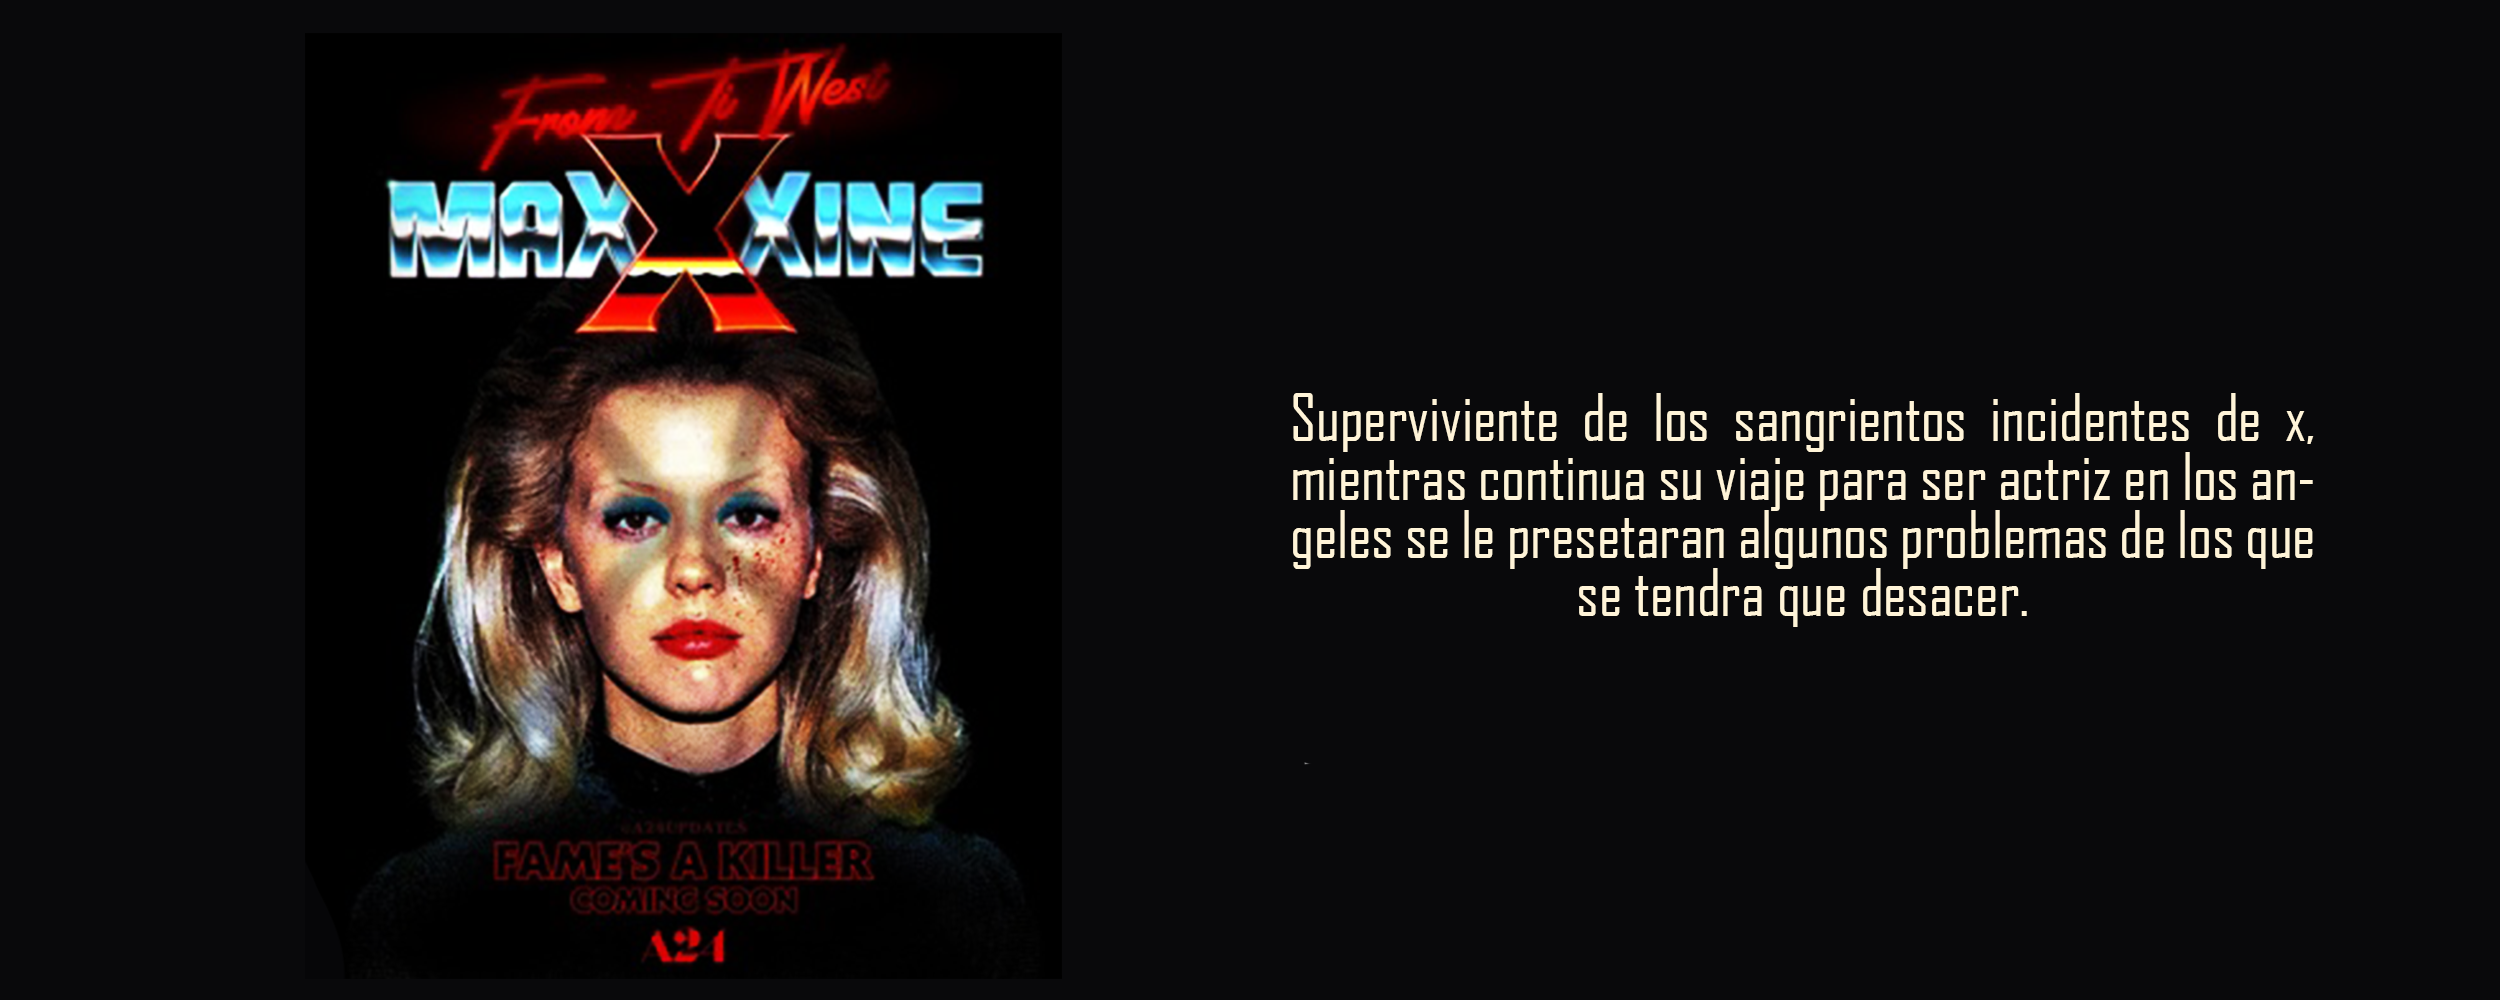 From Ti West
MAXXXINE
@A24UPDATES
FAME'S A KILLER
COMING SOON
A24
Superviviente de los sangrientos incidentes de x,
mientras continua su viaje para ser actriz en los an-
geles se le presetaran algunos problemas de los que
se tendra que desacer.